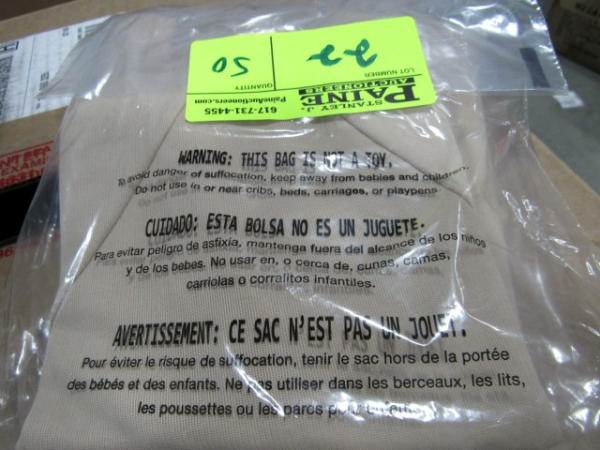 STANLEY J.
PAINE
AUCTIONEERS
617-731-4455
PaineAuctioneers.com
LOT NUMBER
22
QUANTITY
50
WARNING: THIS BAG IS NOT A TOY.
To avoid danger of suffocation, keep away from babies and children.
Do not use in or near cribs, beds, carriages, or playpens.
CUIDADO: ESTA BOLSA NO ES UN JUGUETE.
Para evitar peligro de asfixia, mantenga fuera del alcance de los niños
y de los bebes. No usar en, o cerca de, cunas, camas,
carriolas o corralitos infantiles.
AVERTISSEMENT: CE SAC N'EST PAS UN JOUET.
Pour éviter le risque de suffocation, tenir le sac hors de la portée
des bébés et des enfants. Ne pas utiliser dans les berceaux, les lits,
les poussettes ou les parcs pour